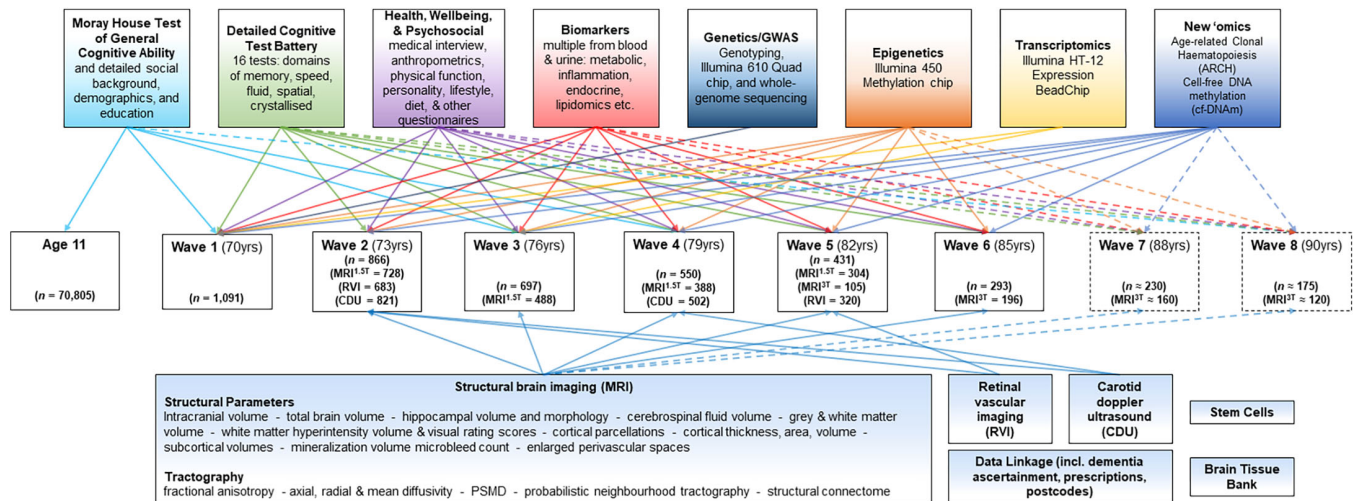 Moray House Test
of General
Cognitive Ability
and detailed social
background,
demographics, and
education
Detailed Cognitive
Test Battery
16 tests: domains
of memory, speed,
fluid, spatial,
crystallised
Health, Wellbeing,
& Psychosocial
medical interview,
anthropometrics,
physical function,
personality, lifestyle,
diet, & other
questionnaires
Biomarkers
multiple from blood
& urine: metabolic,
inflammation,
endocrine,
lipidomics etc.
Genetics/GWAS
Genotyping,
Illumina 610 Quad
chip, and whole-
genome sequencing
Epigenetics
Illumina 450
Methylation chip
Transcriptomics
Illumina HT-12
Expression
BeadChip
New ‘omics
Age-related Clonal
Haematopoiesis
(ARCH)
Cell-free DNA
methylation
(cf-DNAm)
Age 11
(n = 70,805)
Wave 1 (70yrs)
(n = 1,091)
Wave 2 (73yrs)
(n = 866)
(MRI1.5T = 728)
(RVI = 683)
(CDU = 821)
Wave 3 (76yrs)
(n = 697)
(MRI1.5T = 488)
Wave 4 (79yrs)
(n = 550)
(MRI1.5T = 388)
(CDU = 502)
Wave 5 (82yrs)
(n = 431)
(MRI1.5T = 304)
(MRI3T = 105)
(RVI = 320)
Wave 6 (85yrs)
(n = 293)
(MRI3T = 196)
Wave 7 (88yrs)
(n ≈ 230)
(MRI3T ≈ 160)
Wave 8 (90yrs)
(n ≈ 175)
(MRI3T ≈ 120)
Structural brain imaging (MRI)
Structural Parameters
Intracranial volume - total brain volume - hippocampal volume and morphology - cerebrospinal fluid volume - grey & white matter
volume - white matter hyperintensity volume & visual rating scores - cortical parcellations - cortical thickness, area, volume -
subcortical volumes - mineralization volume microbleed count - enlarged perivascular spaces
Tractography
fractional anisotropy - axial, radial & mean diffusivity - PSMD - probabilistic neighbourhood tractography - structural connectome
Retinal
vascular
imaging
(RVI)
Carotid
doppler
ultrasound
(CDU)
Stem Cells
Data Linkage (incl. dementia
ascertainment, prescriptions,
postcodes)
Brain Tissue
Bank